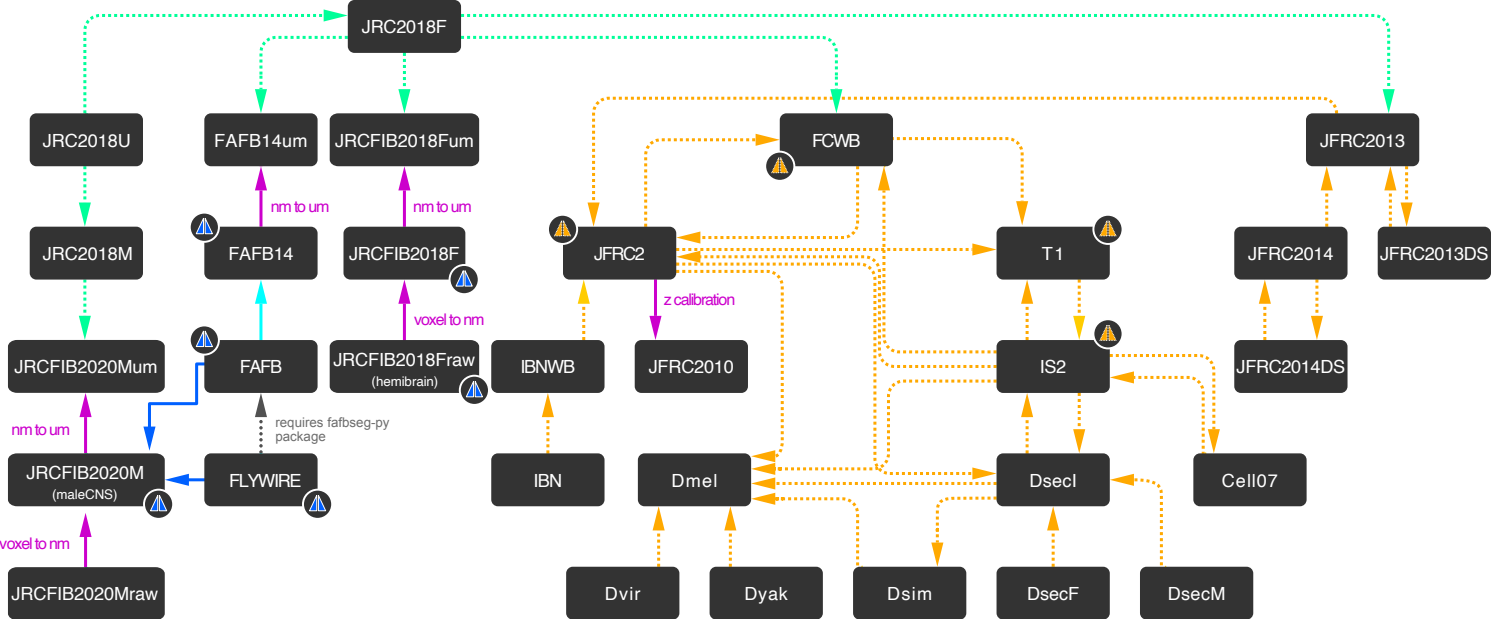 JRC2018F
JRC2018U
FAFB14um
JRCFIB2018Fum
FCWB
JFRC2013
nm to um
nm to um
JRC2018M
FAFB14
JRCFIB2018F
JFRC2
T1
JFRC2014
JFRC2013DS
z calibration
voxel to nm
JRCFIB2020Mum
FAFB
JRCFIB2018Fraw
(hemibrain)
IBNWB
JFRC2010
IS2
JFRC2014DS
nm to um
requires fafbseg-py
package
JRCFIB2020M
(maleCNS)
FLYWIRE
IBN
Dmel
DsecI
Cell07
voxel to nm
JRCFIB2020Mraw
Dvir
Dyak
Dsim
DsecF
DsecM